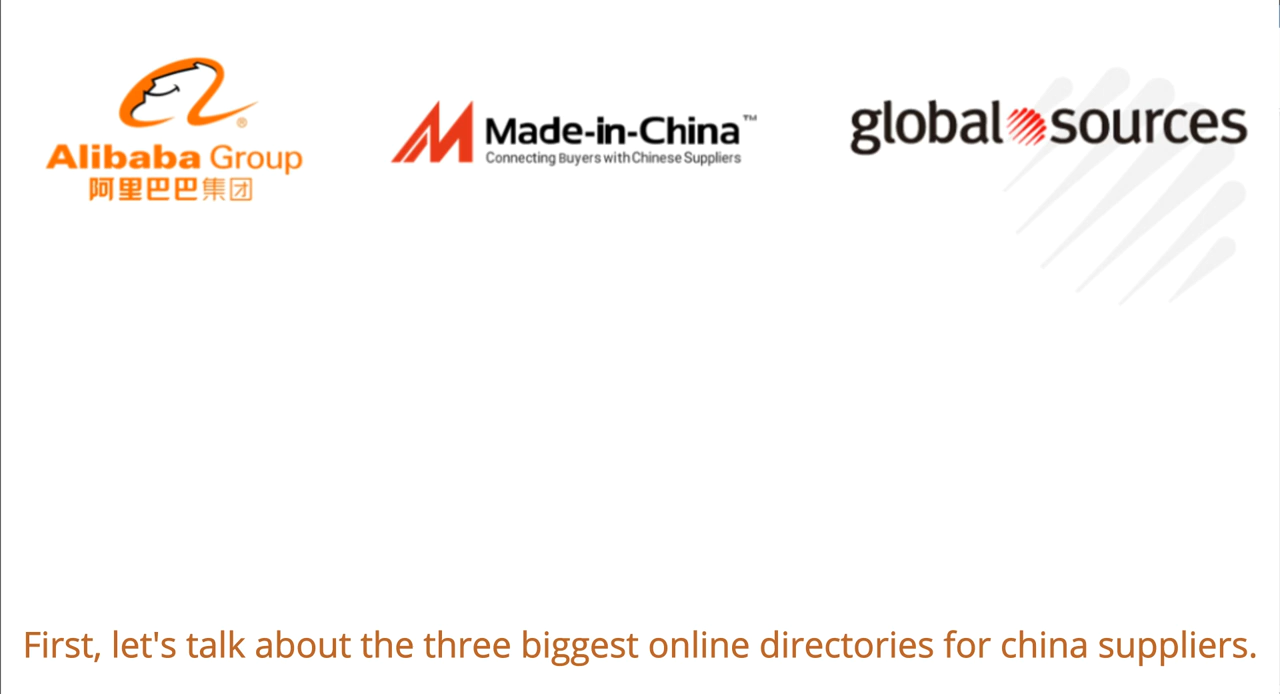 Alibaba Group
阿里巴巴集团
®
Made-in-China™
Connecting Buyers with Chinese Suppliers
global sources
First, let's talk about the three biggest online directories for china suppliers.